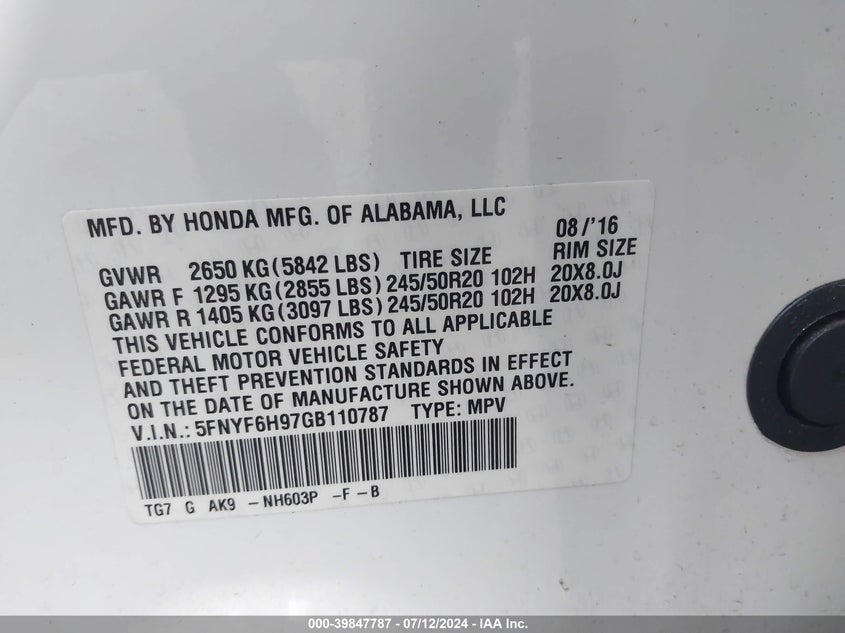 MFD. BY HONDA MFG. OF ALABAMA, LLC 08/'16
GVWR 2650 KG(5842 LBS) TIRE SIZE RIM SIZE
GAWR F 1295 KG(2855 LBS) 245/50R20 102H 20X8.0J
GAWR R 1405 KG(3097 LBS) 245/50R20 102H 20X8.0J
THIS VEHICLE CONFORMS TO ALL APPLICABLE
FEDERAL MOTOR VEHICLE SAFETY
AND THEFT PREVENTION STANDARDS IN EFFECT
ON THE DATE OF MANUFACTURE SHOWN ABOVE.
V.I.N.: 5FNYF6H97GB110787 TYPE: MPV
TG7 G AK9 -NH603P -F-B
000-39847787 - 07/12/2024 - IAA Inc.